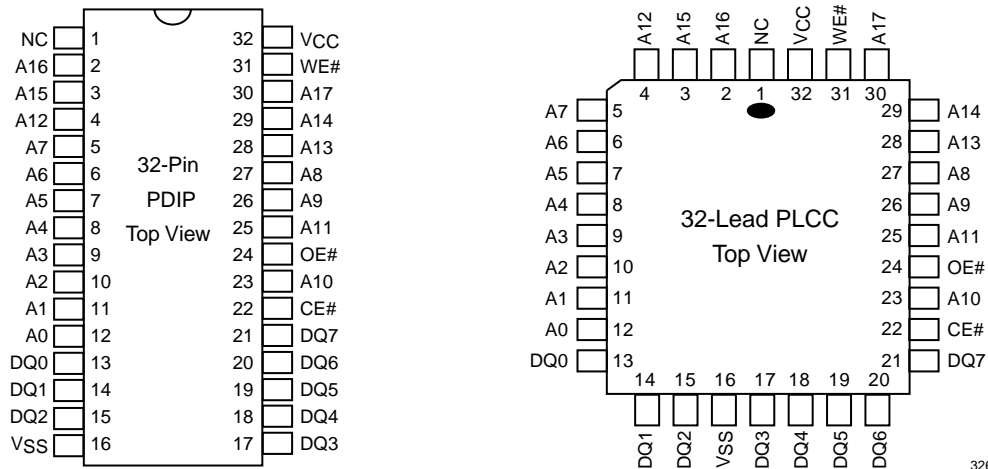 NC 1 32 VCC
A16 2 31 WE#
A15 3 30 A17
A12 4 29 A14
A7 5 28 A13
A6 6 27 A8
A5 7 26 A9
A4 8 25 A11
A3 9 24 OE#
A2 10 23 A10
A1 11 22 CE#
A0 12 21 DQ7
DQ0 13 20 DQ6
DQ1 14 19 DQ5
DQ2 15 18 DQ4
VSS 16 17 DQ3
32-Pin
PDIP
Top View
A12 A15 A16 NC VCC WE# A17
4 3 2 1 32 31 30
A7 5 29 A14
A6 6 28 A13
A5 7 27 A8
A4 8 26 A9
A3 9 25 A11
A2 10 24 OE#
A1 11 23 A10
A0 12 22 CE#
DQ0 13 21 DQ7
32-Lead PLCC
Top View
14 15 16 17 18 19 20
DQ1 DQ2 VSS DQ3 DQ4 DQ5 DQ6